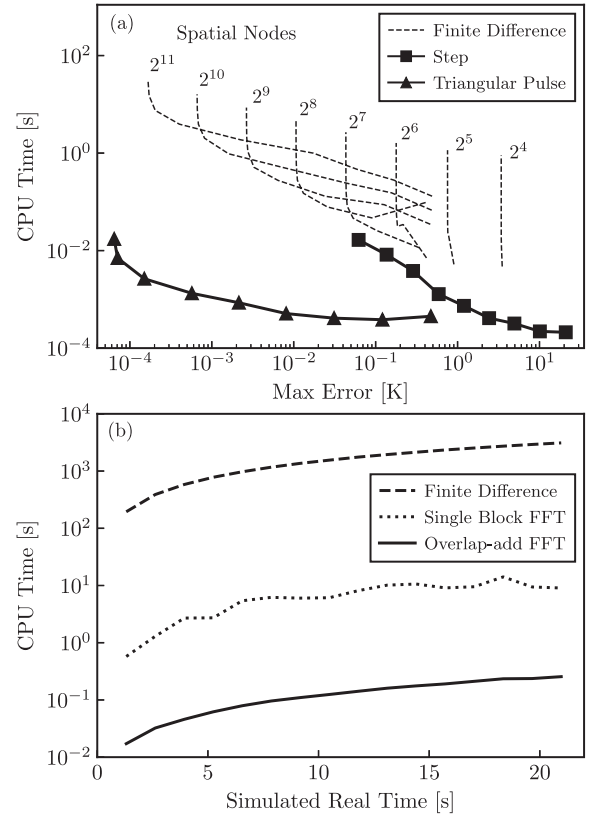 (a)
Spatial Nodes
Finite Difference
Step
Triangular Pulse
2^11
2^10
2^9
2^8
2^7
2^6
2^5
2^4
CPU Time [s]
10^2
10^0
10^−2
10^−4
10^−4
10^−3
10^−2
10^−1
10^0
10^1
Max Error [K]
(b)
Finite Difference
Single Block FFT
Overlap-add FFT
CPU Time [s]
10^4
10^3
10^2
10^1
10^0
10^−1
10^−2
0
5
10
15
20
Simulated Real Time [s]